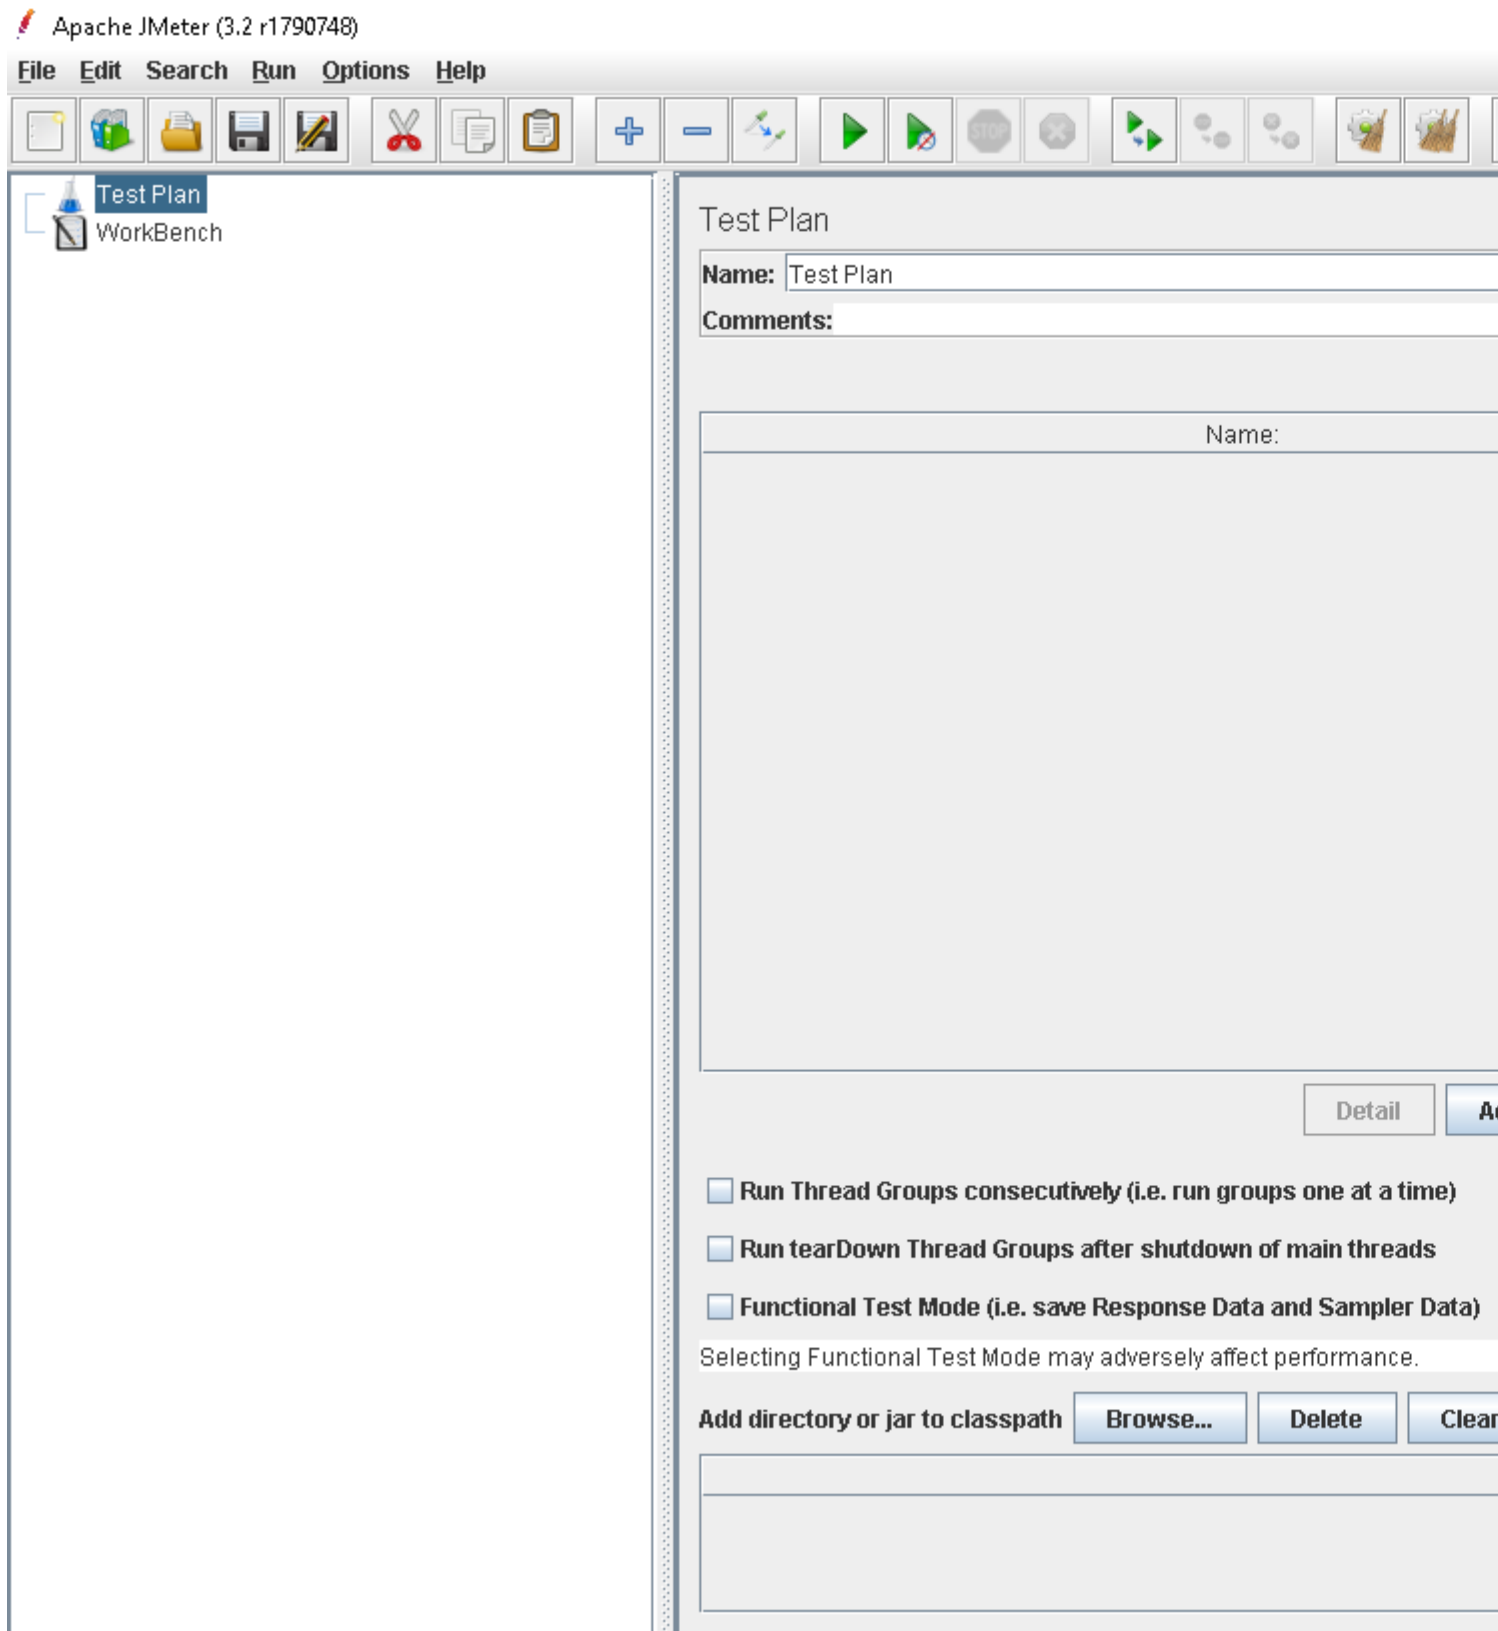 Apache JMeter (3.2 r1790748)
File Edit Search Run Options Help
STOP
Test Plan
WorkBench
Test Plan
Name: Test Plan
Comments:
Name:
Detail
Run Thread Groups consecutively (i.e. run groups one at a time)
Run tearDown Thread Groups after shutdown of main threads
Functional Test Mode (i.e. save Response Data and Sampler Data)
Selecting Functional Test Mode may adversely affect performance.
Add directory or jar to classpath Browse... Delete Clear